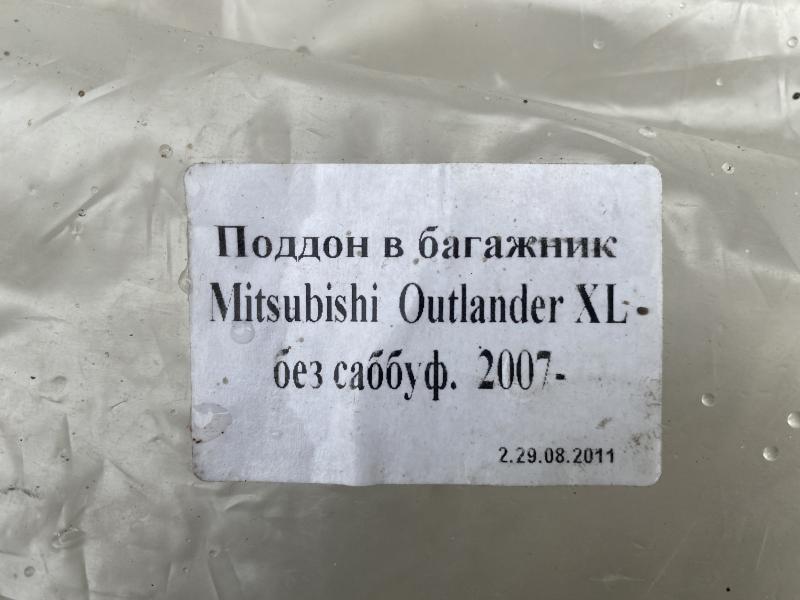 Поддон в багажник
Mitsubishi Outlander XL -
без саббуф. 2007-
2.29.08.2011